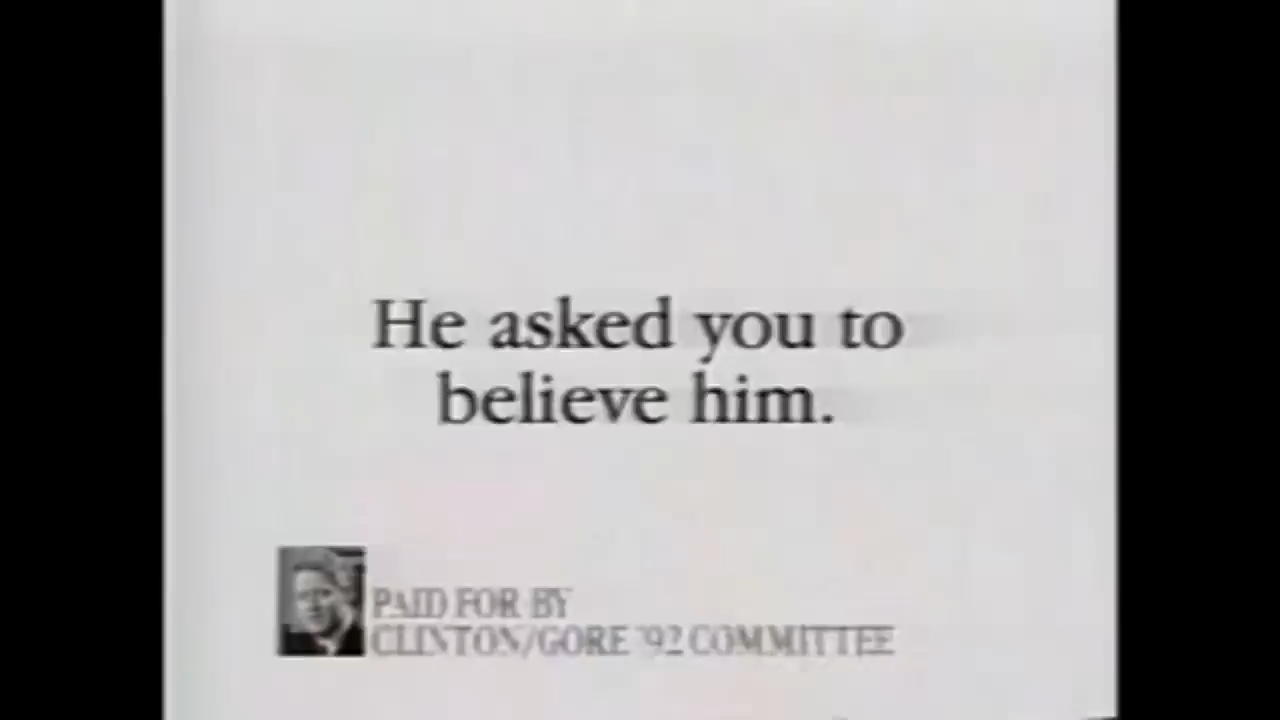 He asked you to
believe him.
PAID FOR BY
CLINTON/GORE '92 COMMITTEE